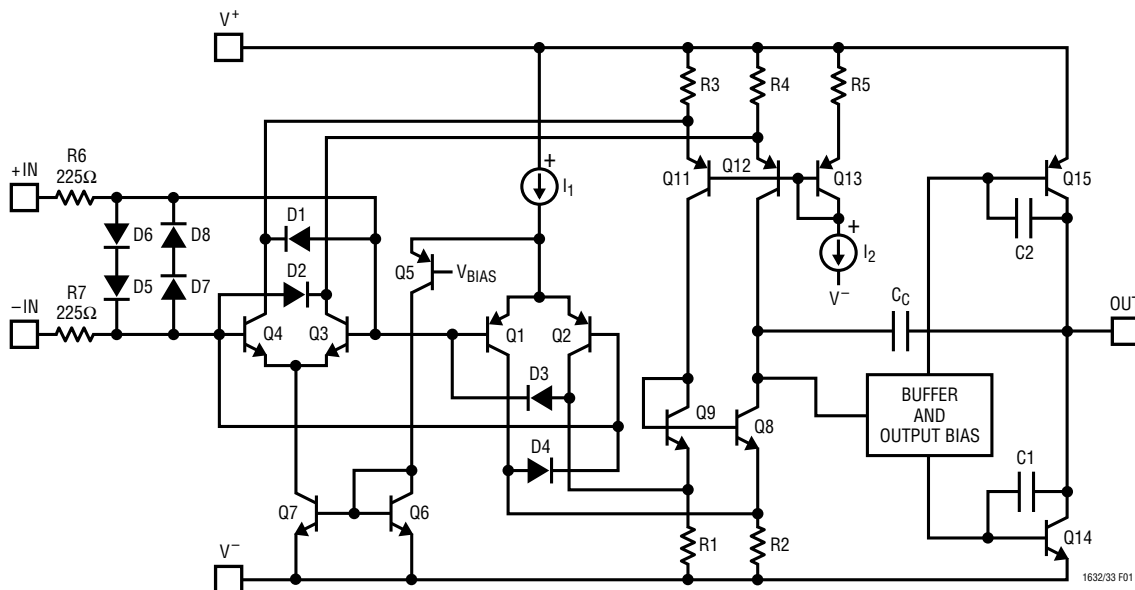 V+
R3
R4
R5
R6
225Ω
+IN
+
I1
Q11
Q12
Q13
Q15
D1
D6
D8
+
C2
I2
Q5
VBIAS
V−
D2
D5
D7
R7
225Ω
−IN
Q4
Q3
Q1
Q2
CC
OUT
D3
Q9
Q8
BUFFER
AND
OUTPUT BIAS
D4
C1
Q7
Q6
R1
R2
Q14
V−
1632/33 F01